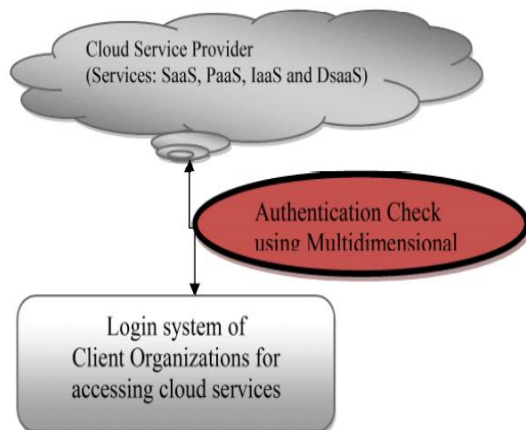 Cloud Service Provider
(Services: SaaS, PaaS, IaaS and DsaaS)
Authentication Check
using Multidimensional
Login system of
Client Organizations for
accessing cloud services